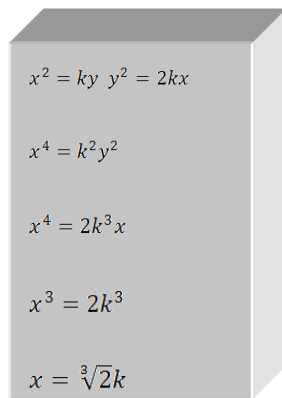 x² = ky  y² = 2kx
x⁴ = k²y²
x⁴ = 2k³x
x³ = 2k³
x = ∛2k